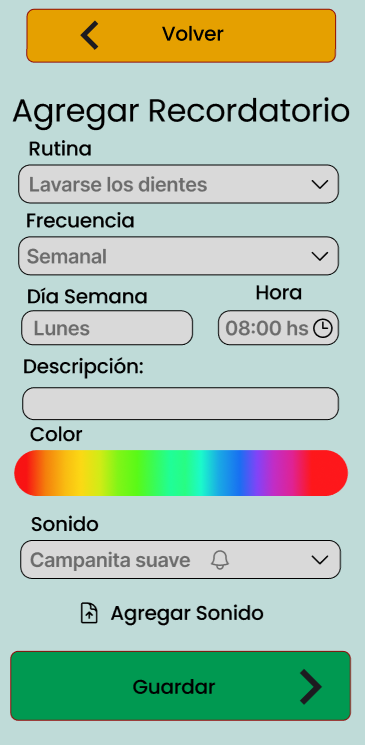 Volver
Agregar Recordatorio
Rutina
Lavarse los dientes
Frecuencia
Semanal
Día Semana
Hora
Lunes
08:00 hs
Descripción:
Color
Sonido
Campanita suave
Agregar Sonido
Guardar